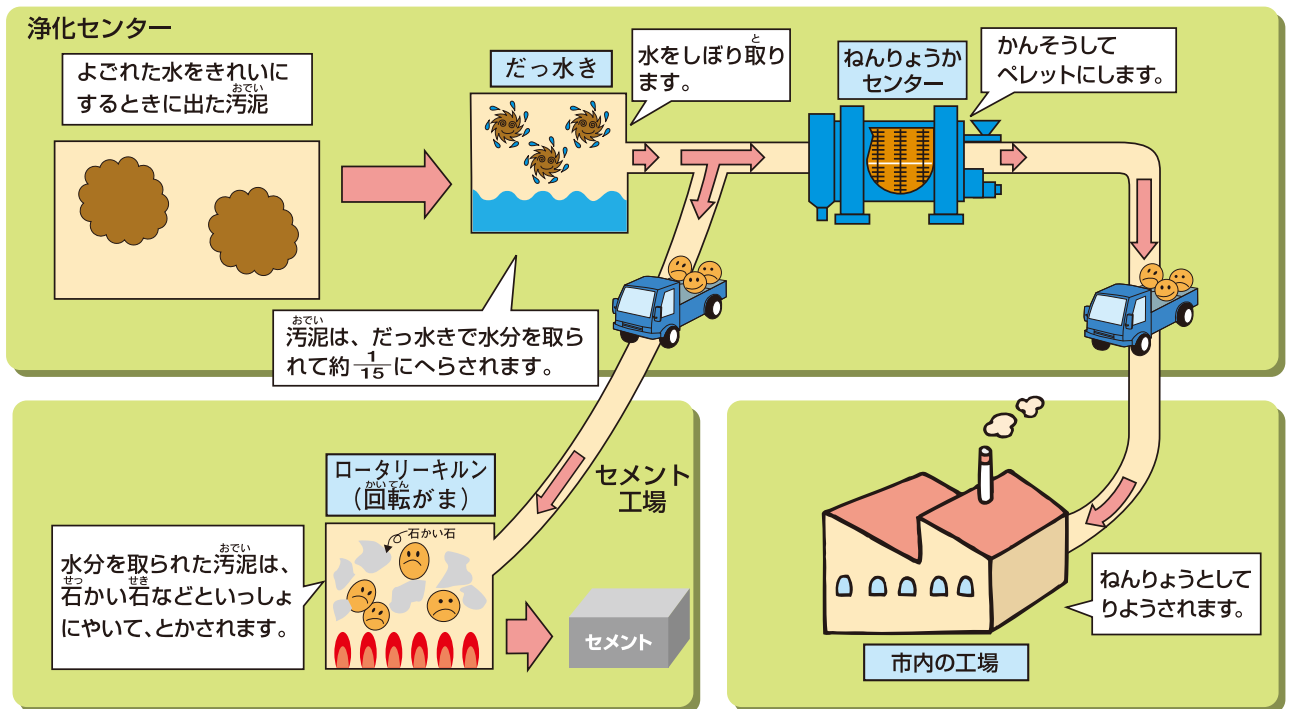 浄化センター
よごれた水をきれいに
するときに出た汚泥
おでい
だっ水き
水をしぼり取り
と
ます。
ねんりょうか
センター
かんそうして
ペレットにします。
おでい
汚泥は、だっ水きで水分を取ら
れて約1/15にへらされます。
ロータリーキルン
かいてん
(回転がま)
セメント
工場
石かい石
おでい
水分を取られた汚泥は、
せっ せき
石かい石などといっしょ
にやいて、とかされます。
セメント
ねんりょうとして
りようされます。
市内の工場